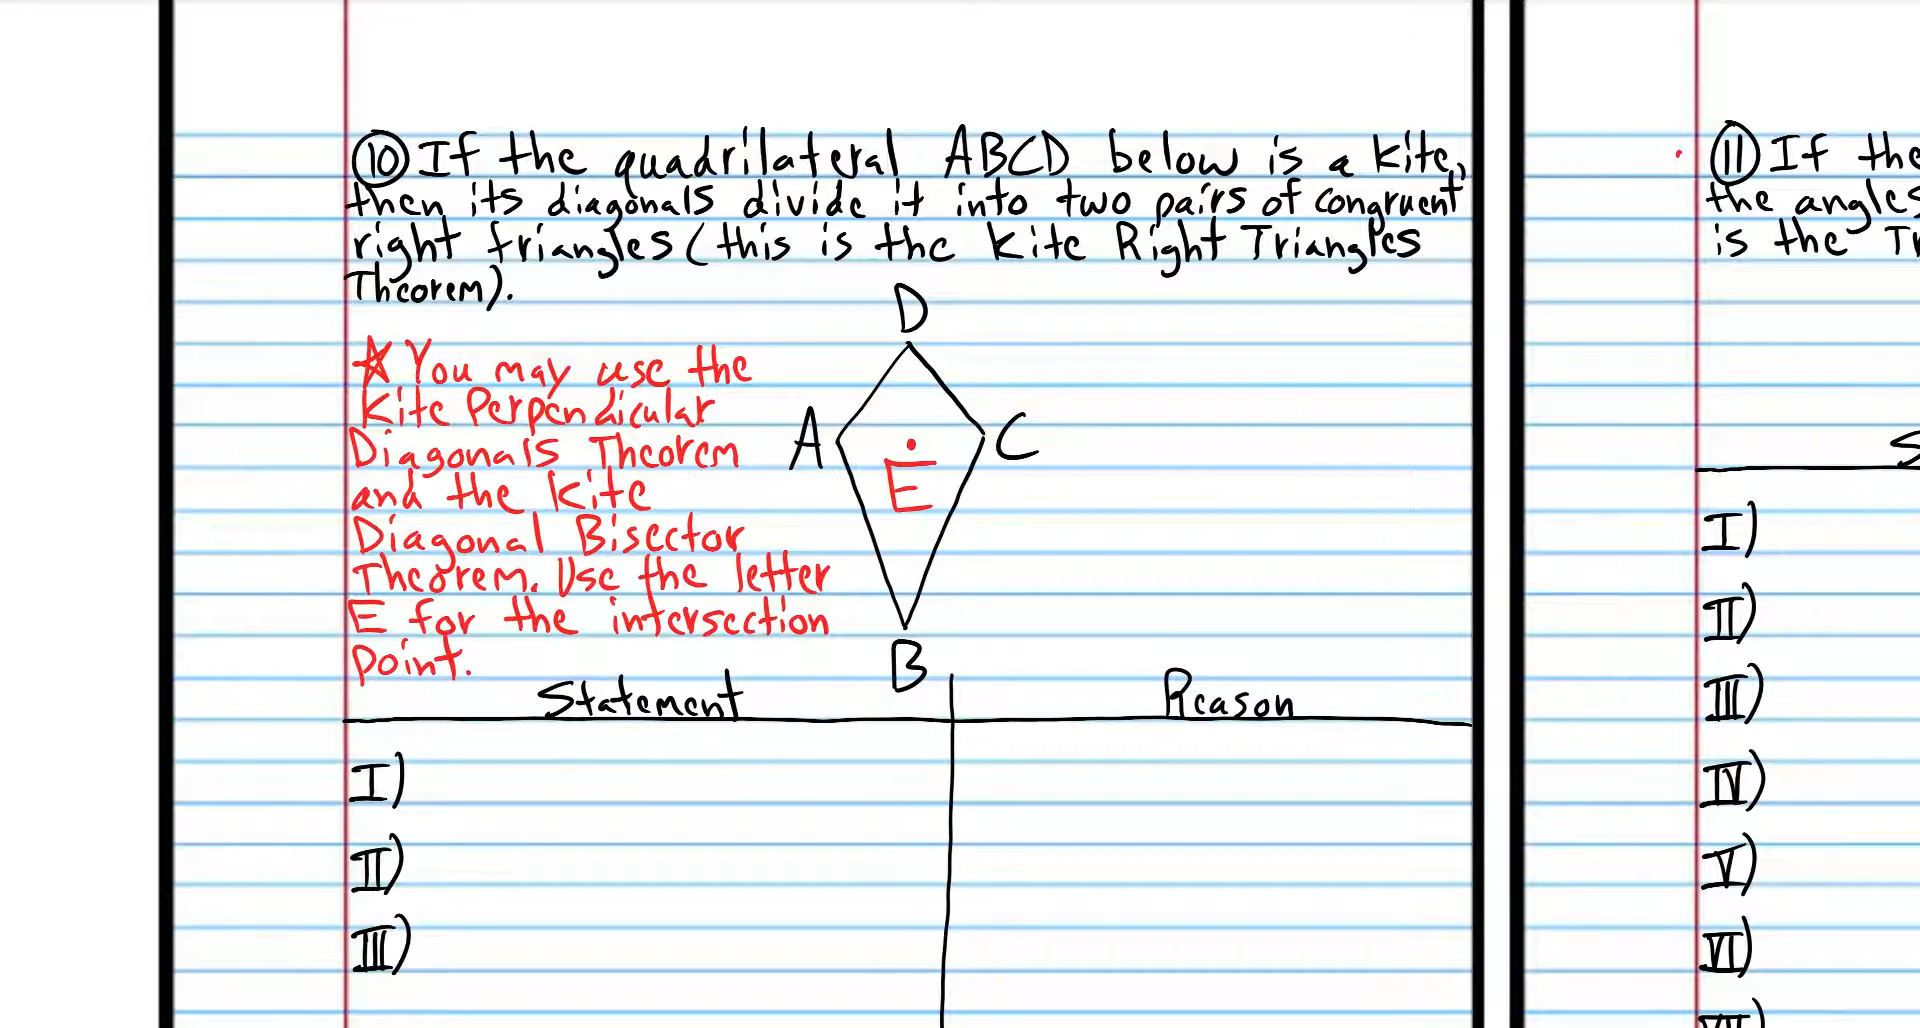 ⑩ If the quadrilateral ABCD below is a kite,
then its diagonals divide it into two pairs of congruent
right triangles (this is the Kite Right Triangles
Theorem).
☆ You may use the
Kite Perpendicular
Diagonals Theorem
and the Kite
Diagonal Bisector
Theorem. Use the letter
E for the intersection
point.
D
A
C
E
B
Statement
Reason
I)
II)
III)
⑪ If the
the angles
is the
S
I)
II)
III)
IV)
V)
VI)